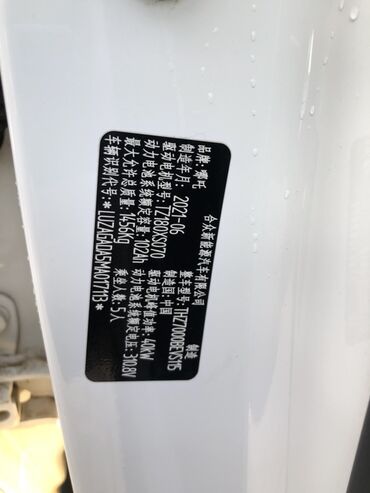 合众新能源汽车有限公司 制造
品牌: 哪吒 整车型号: THZ7000BEVS115
制造年月: 2021-06 制造国: 中国
驱动电机型号: TZ180XS070 驱动电机峰值功率: 40KW
动力电池系统额定容量: 102Ah 动力电池系统额定电压: 310.8V
最大允许总质量: 1456Kg 乘坐人数: 5人
车辆识别代号: